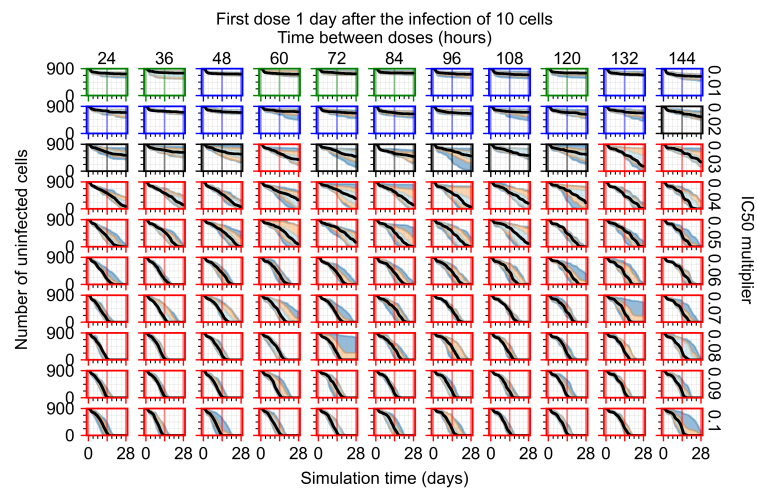 First dose 1 day after the infection of 10 cells
Time between doses (hours)
24 36 48 60 72 84 96 108 120 132 144
900 0 0.01
900 0 0.02
900 0 0.03
900 0 0.04
900 0 0.05
900 0 0.06
900 0 0.07
900 0 0.08
900 0 0.09
900 0 0.1
0 28 0 28 0 28 0 28 0 28 0 28 0 28 0 28 0 28 0 28 0 28
Number of uninfected cells
IC50 multiplier
Simulation time (days)